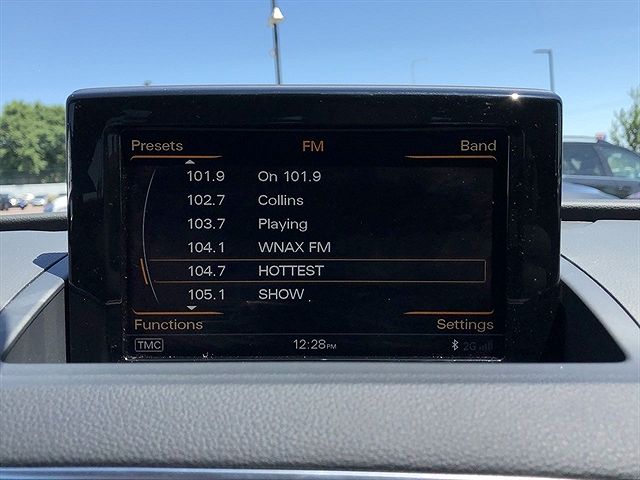 Presets FM Band
101.9 On 101.9
102.7 Collins
103.7 Playing
104.1 WNAX FM
104.7 HOTTEST
105.1 SHOW
Functions Settings
TMC 12:28PM 2G